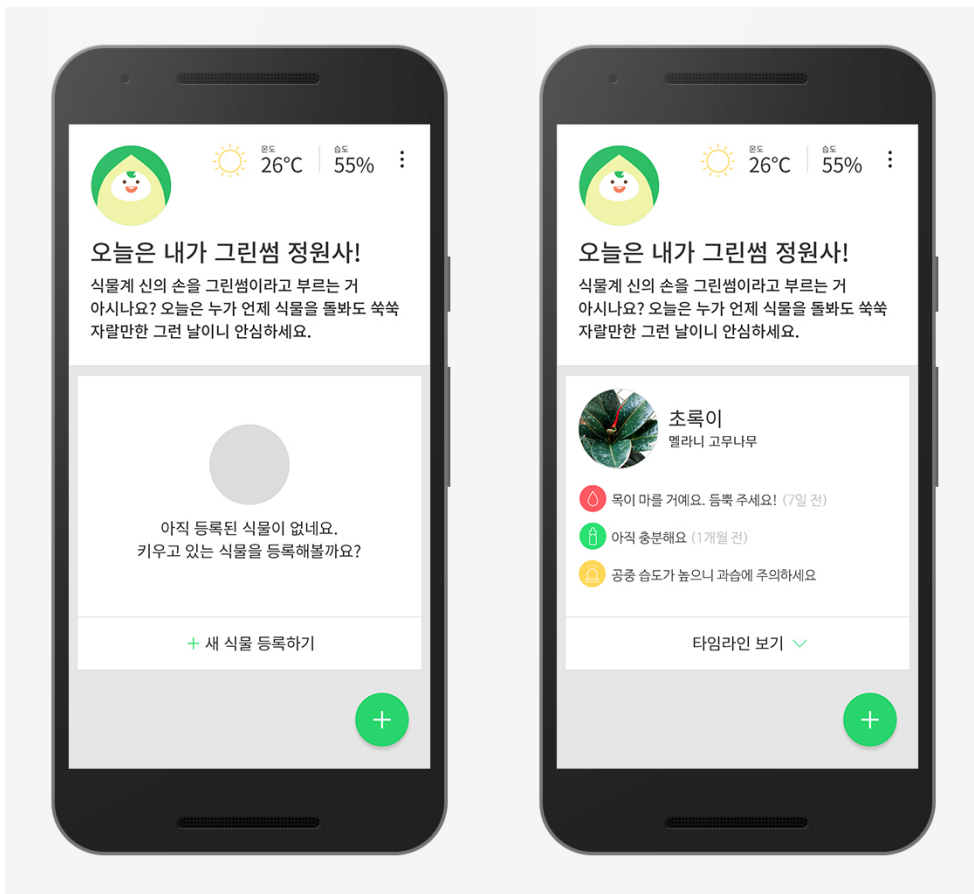 온도 습도
26°C 55%
오늘은 내가 그린썸 정원사!
식물계 신의 손을 그린썸이라고 부르는 거
아시나요? 오늘은 누가 언제 식물을 돌봐도 쑥쑥
자랄만한 그런 날이니 안심하세요.
아직 등록된 식물이 없네요.
키우고 있는 식물을 등록해볼까요?
+ 새 식물 등록하기
+
온도 습도
26°C 55%
오늘은 내가 그린썸 정원사!
식물계 신의 손을 그린썸이라고 부르는 거
아시나요? 오늘은 누가 언제 식물을 돌봐도 쑥쑥
자랄만한 그런 날이니 안심하세요.
초록이
멜라니 고무나무
목이 마를 거예요. 듬뿍 주세요! (7일 전)
아직 충분해요 (1개월 전)
공중 습도가 높으니 과습에 주의하세요
타임라인 보기
+